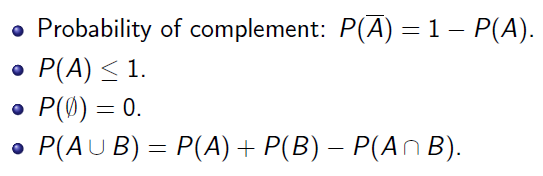 • Probability of complement: P(A̅) = 1 − P(A).
• P(A) ≤ 1.
• P(∅) = 0.
• P(A ∪ B) = P(A) + P(B) − P(A ∩ B).